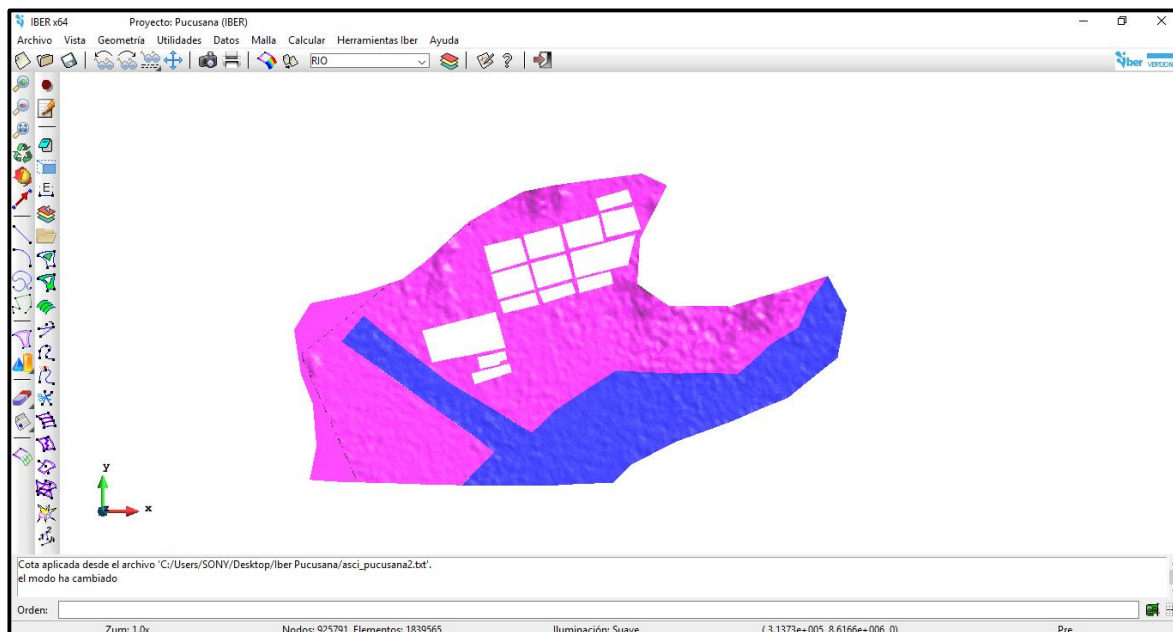 IBER x64 Proyecto: Pucusana (IBER)
Archivo Vista Geometría Utilidades Datos Malla Calcular Herramientas Iber Ayuda
RIO
iber VERSION
E
y
x
z
Cota aplicada desde el archivo 'C:/Users/SONY/Desktop/Iber Pucusana/asci_pucusana2.txt'.
el modo ha cambiado
Orden:
Zum: 1.0x Nodos: 925791, Elementos: 1839565 Iluminación: Suave ( 3.1373e+005, 8.6166e+006, 0) Pre